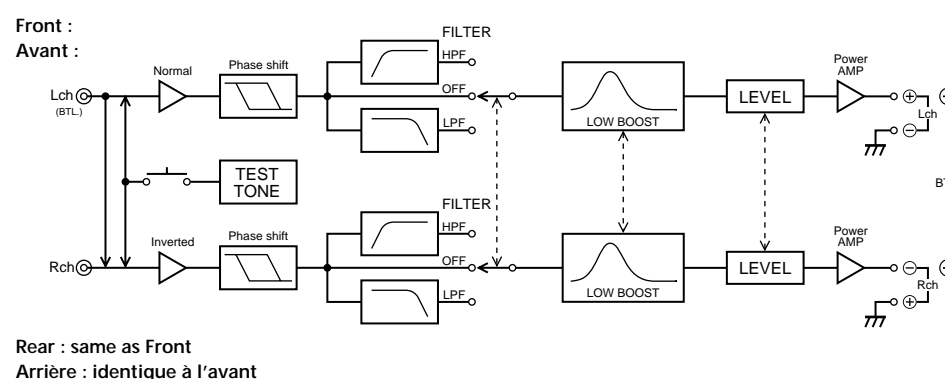 Front :
Avant :
FILTER
HPF
Normal
Phase shift
Power
AMP
Lch
(BTL.)
OFF
LEVEL
⊕
Lch
LOW BOOST
LPF
⊖
TEST
TONE
FILTER
HPF
Inverted
Phase shift
Power
AMP
Rch
OFF
LEVEL
⊖
Rch
LOW BOOST
LPF
⊕
Rear : same as Front
Arrière : identique à l'avant